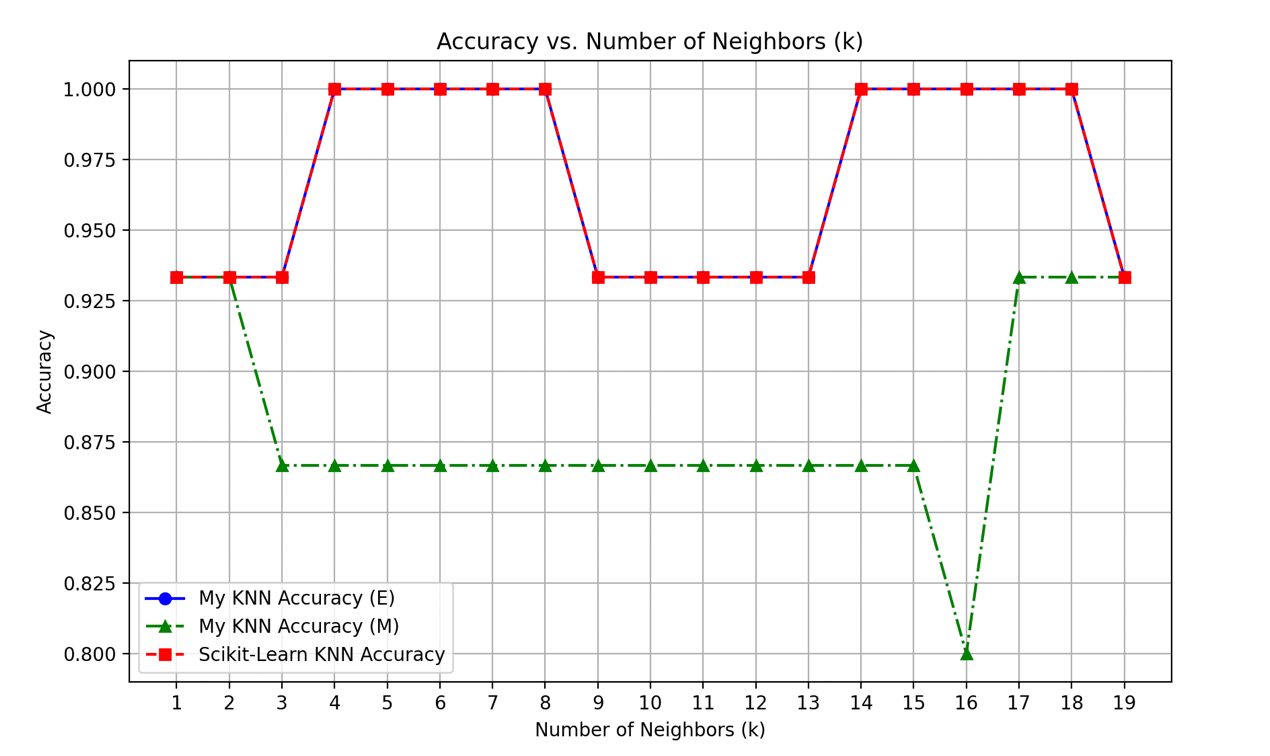 Accuracy vs. Number of Neighbors (k)
Accuracy
1.000
0.975
0.950
0.925
0.900
0.875
0.850
0.825
0.800
My KNN Accuracy (E)
My KNN Accuracy (M)
Scikit-Learn KNN Accuracy
1 2 3 4 5 6 7 8 9 10 11 12 13 14 15 16 17 18 19
Number of Neighbors (k)